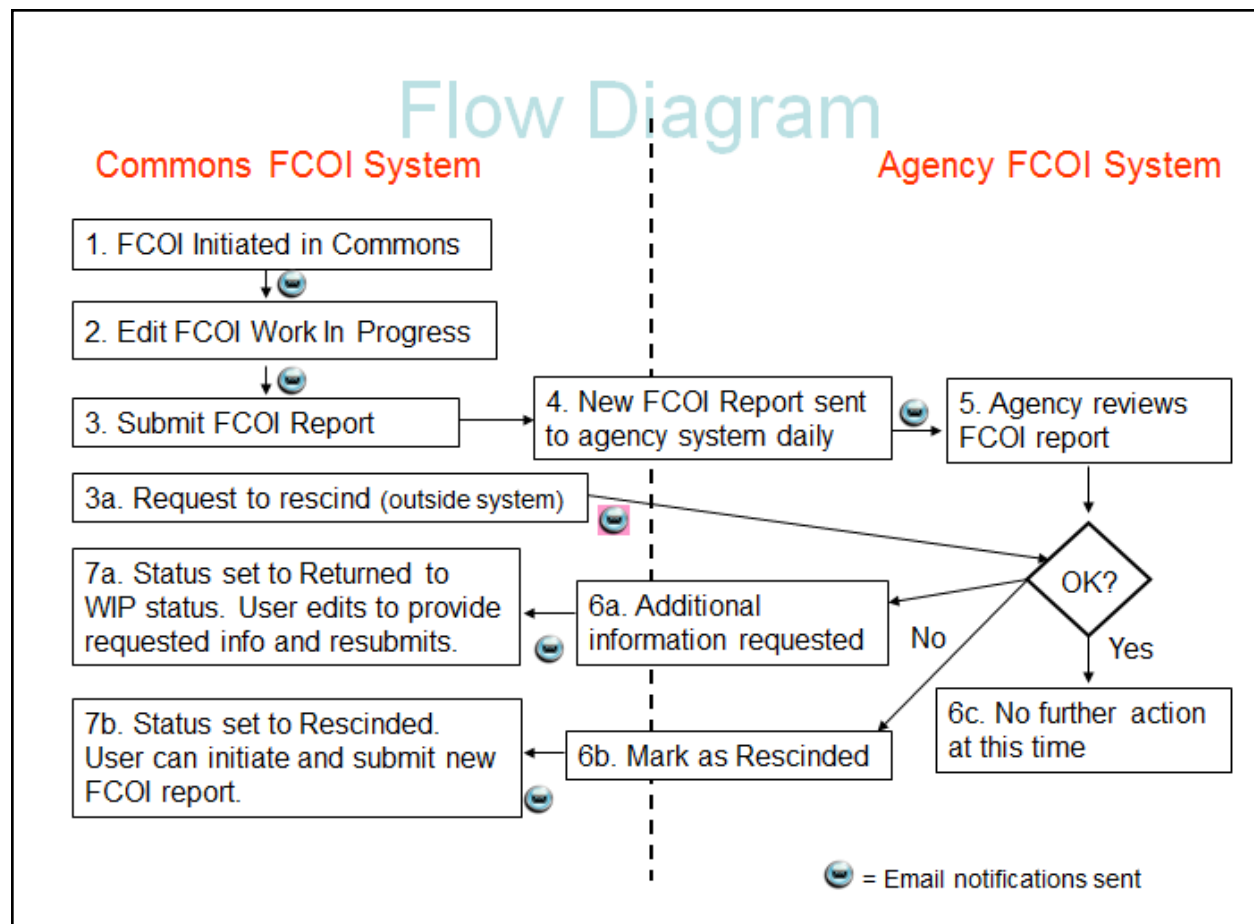 Flow Diagram
Commons FCOI System
Agency FCOI System
1. FCOI Initiated in Commons
2. Edit FCOI Work In Progress
3. Submit FCOI Report
4. New FCOI Report sent
to agency system daily
5. Agency reviews
FCOI report
3a. Request to rescind (outside system)
OK?
7a. Status set to Returned to
WIP status. User edits to provide
requested info and resubmits.
6a. Additional
information requested
No
Yes
7b. Status set to Rescinded.
User can initiate and submit new
FCOI report.
6b. Mark as Rescinded
6c. No further action
at this time
= Email notifications sent